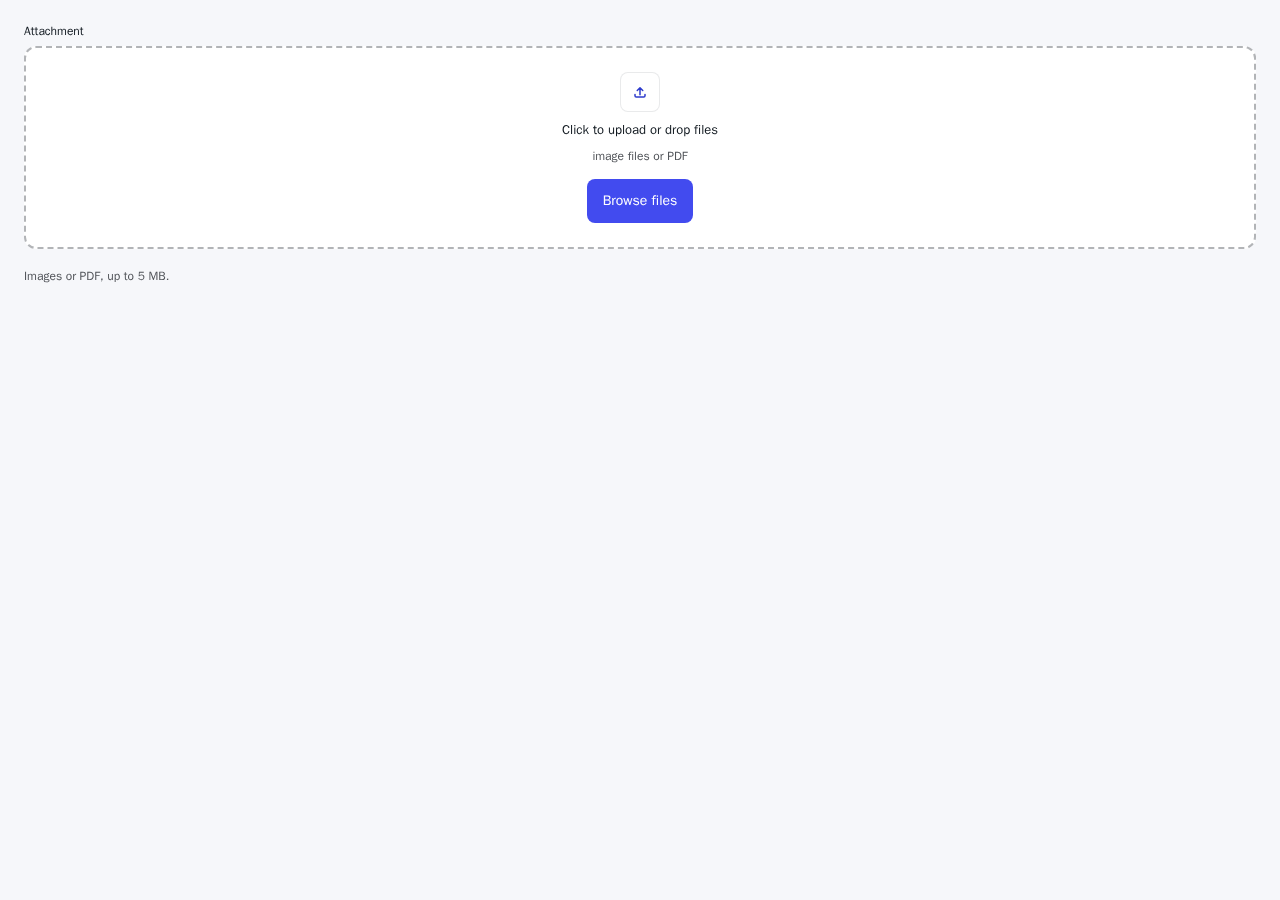 Attachment
Click to upload or drop files
image files or PDF
Browse files
Images or PDF, up to 5 MB.